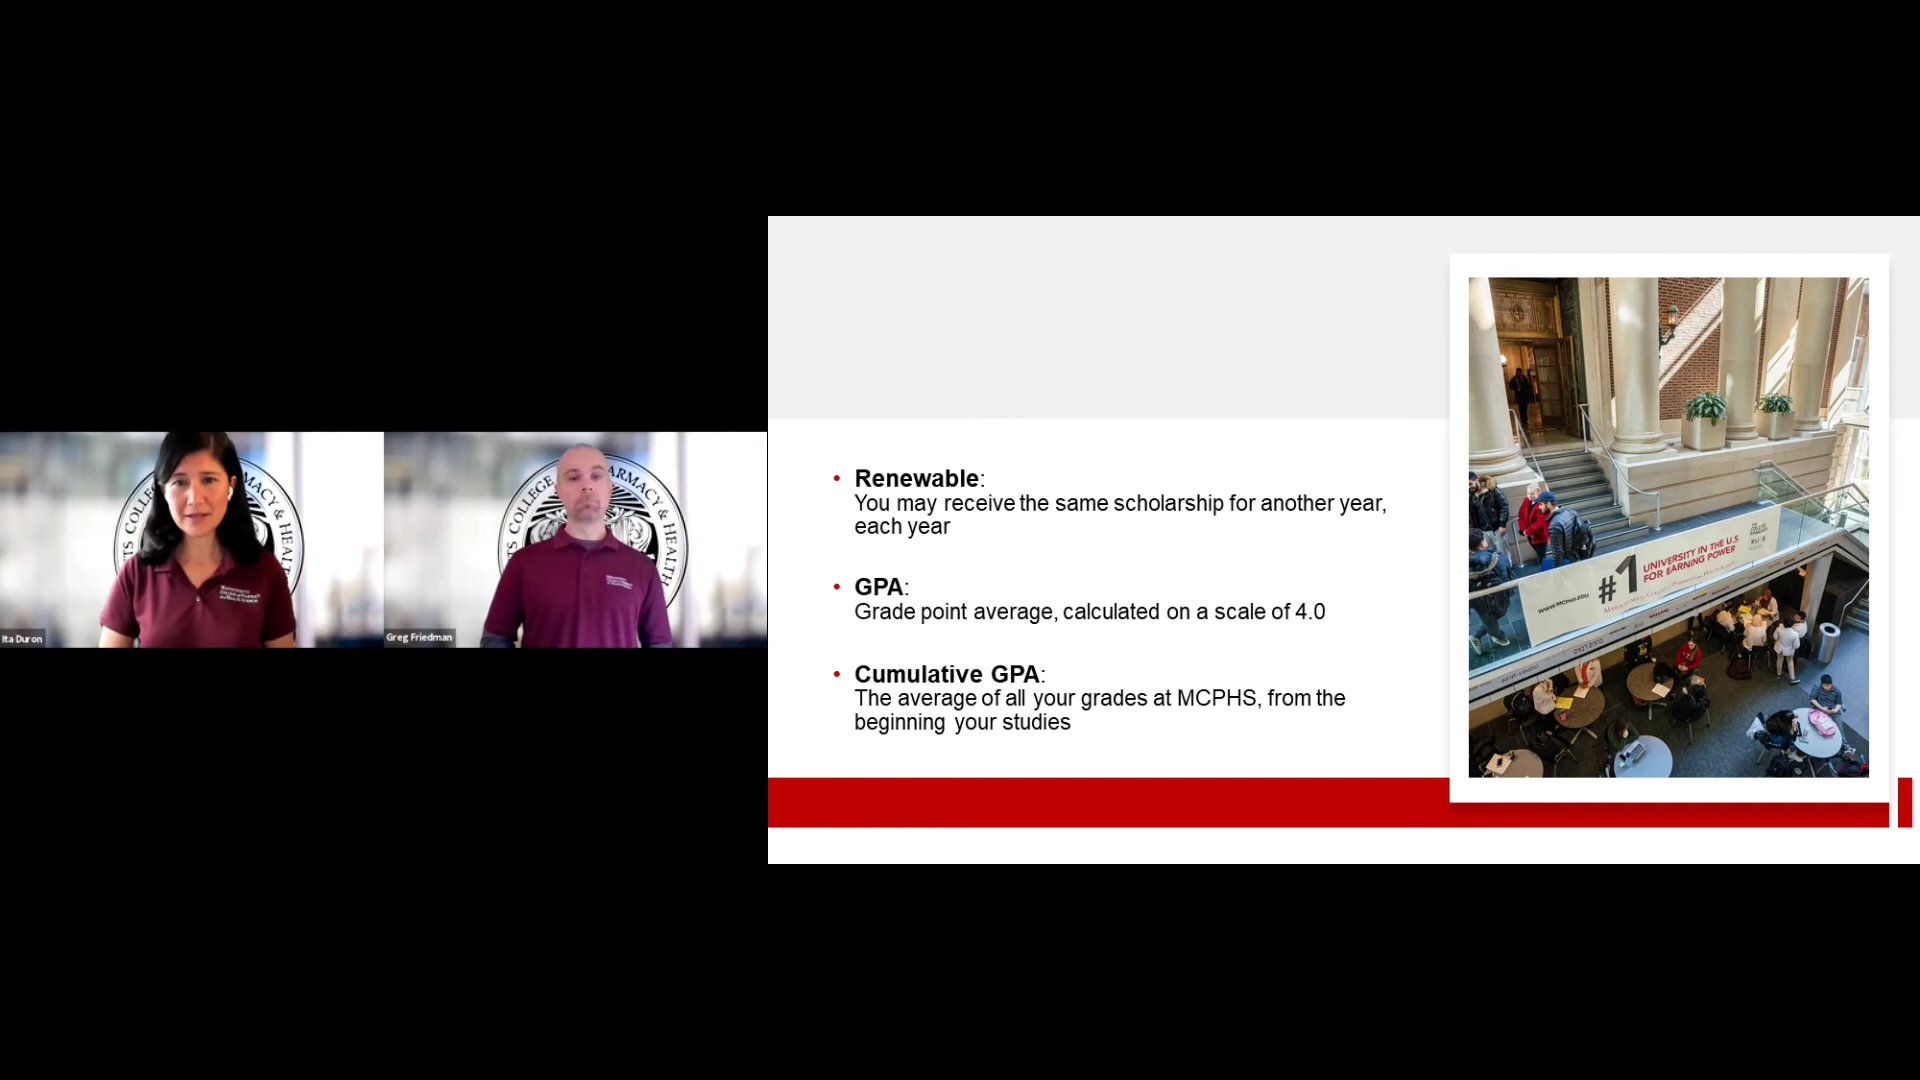 Ita Duron
Greg Friedman
• Renewable:
You may receive the same scholarship for another year,
each year
• GPA:
Grade point average, calculated on a scale of 4.0
• Cumulative GPA:
The average of all your grades at MCPHS, from the
beginning your studies
WWW.MCPHS.EDU
#1 UNIVERSITY IN THE U.S.
FOR EARNING POWER